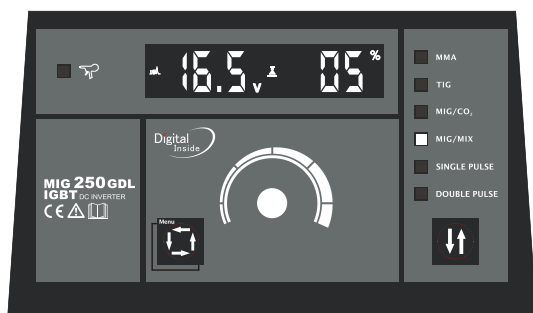 16.5 V 05 %
MMA
TIG
MIG/CO₂
MIG/MIX
SINGLE PULSE
DOUBLE PULSE
Digital
Inside
MIG 250 GDL
IGBT DC INVERTER
CE
Menu